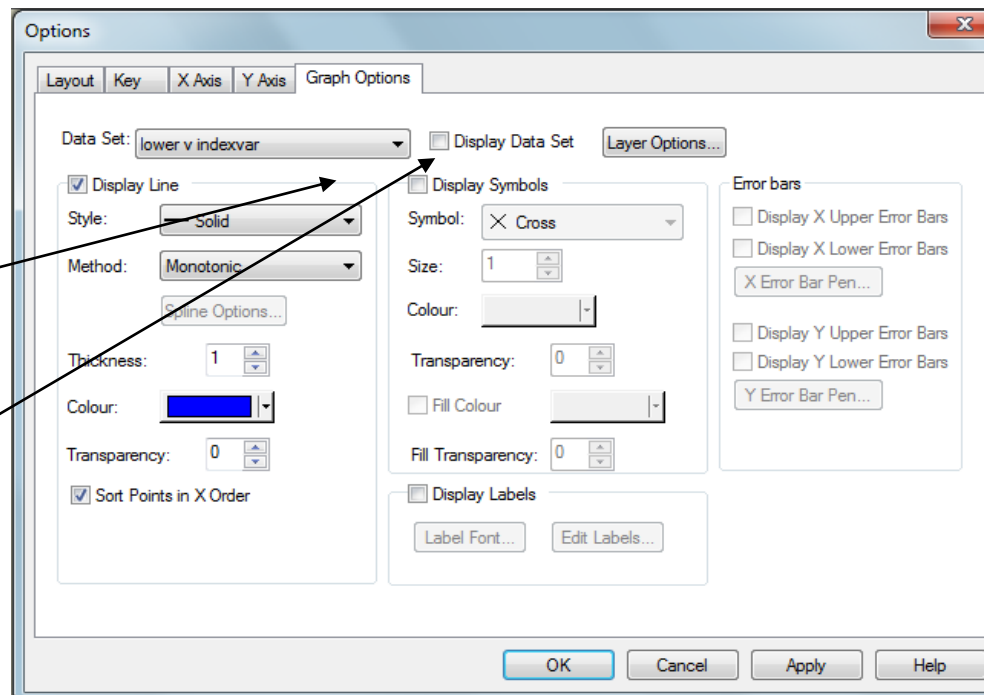 Options
Layout Key X Axis Y Axis Graph Options
Data Set: lower v indexvar Display Data Set Layer Options...
Display Line Display Symbols Error bars
Style: Solid Symbol: Cross Display X Upper Error Bars
Method: Monotonic Size: 1 Display X Lower Error Bars
Spline Options... Colour: X Error Bar Pen...
Thickness: 1 Transparency: 0 Display Y Upper Error Bars
Colour: Fill Colour Display Y Lower Error Bars
Transparency: 0 Fill Transparency: 0 Y Error Bar Pen...
Sort Points in X Order Display Labels
Label Font... Edit Labels...
OK Cancel Apply Help